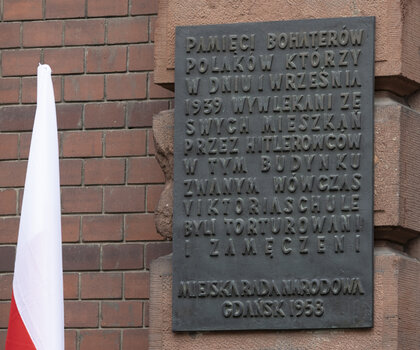 PAMIĘCI BOHATERÓW
POLAKÓW KTÓRZY
W DNIU 1 WRZEŚNIA
1939 WYWLEKANI ZE
SWYCH MIESZKAŃ
PRZEZ HITLEROWCÓW
W TYM BUDYNKU
ZWANYM WÓWCZAS
VIKTORIASCHULE
BYLI TORTUROWANI
I ZAMĘCZENI
MIEJSKA RADA NARODOWA
GDAŃSK 1958